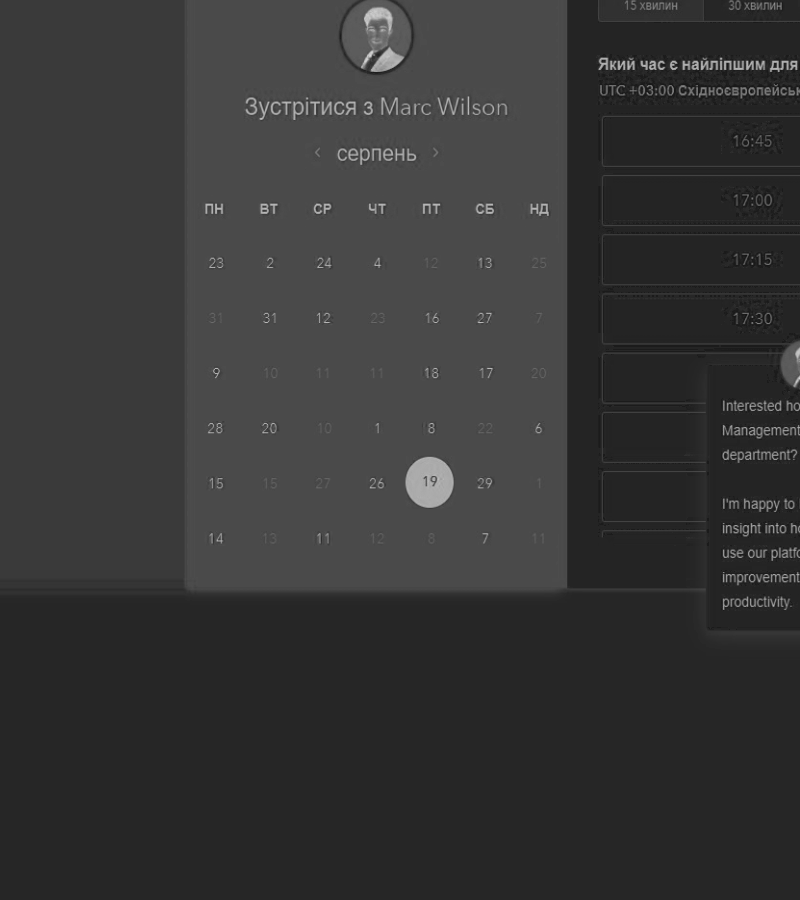 Зустрітися з Marc Wilson
серпень
ПН ВТ СР ЧТ ПТ СБ НД
23 2 24 4 12 13 25
31 31 12 23 16 27 7
9 10 11 11 18 17 20
28 20 10 1 8 22 6
15 15 27 26 19 29 1
14 13 11 12 8 7 11
15 хвилин 30 хвилин
Який час є найліпшим для
UTC +03:00 Східноєвропейськ
16:45
17:00
17:15
17:30
Interested ho
Management
department?
I'm happy to
insight into ho
use our platfo
improvement
productivity.